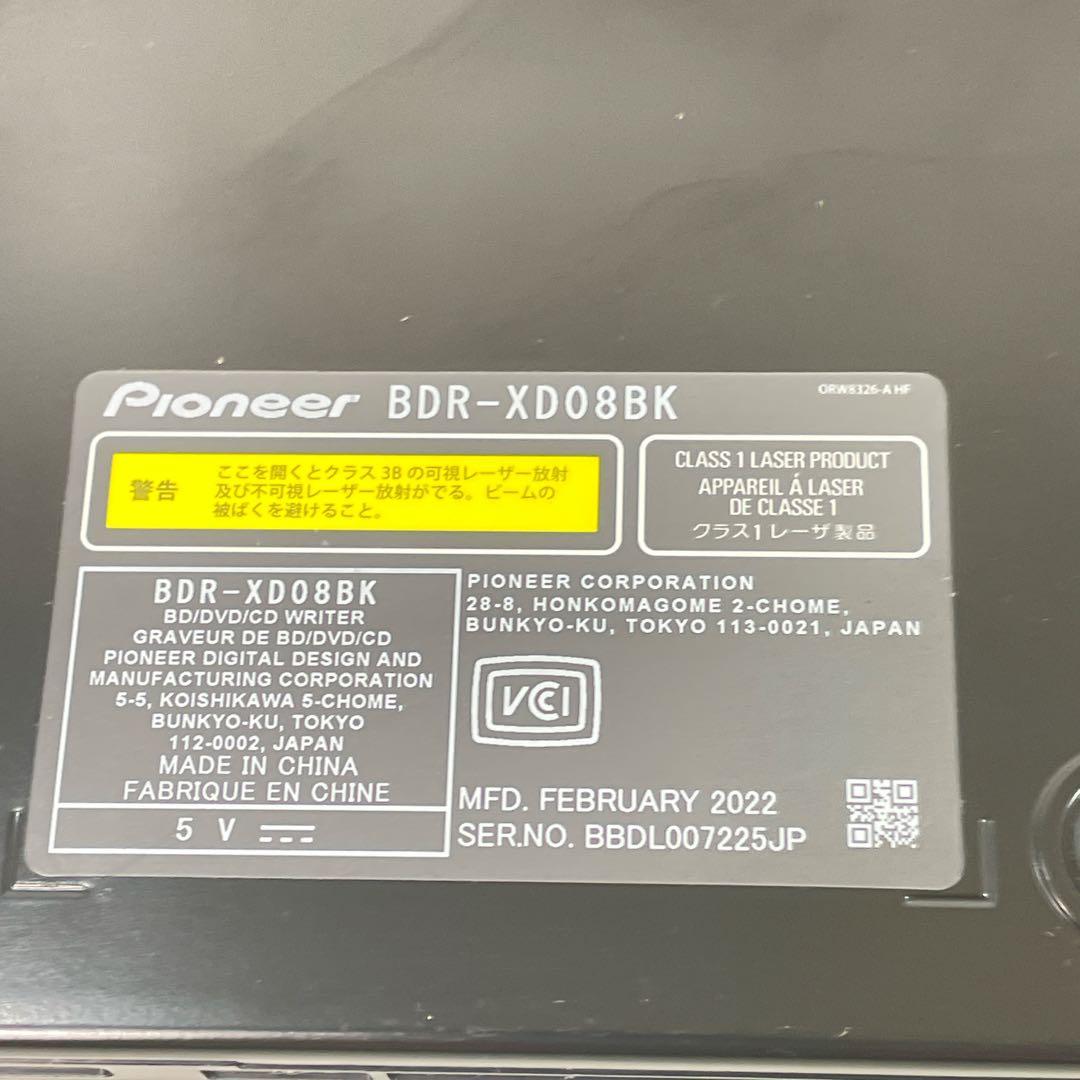 Pioneer BDR-XD08BK
ORW8326-A HF
警告
ここを開くとクラス 3B の可視レーザー放射
及び不可視レーザー放射がでる。ビームの
被ばくを避けること。
CLASS 1 LASER PRODUCT
APPAREIL Á LASER
DE CLASSE 1
クラス1 レーザ製品
BDR-XD08BK
BD/DVD/CD WRITER
GRAVEUR DE BD/DVD/CD
PIONEER DIGITAL DESIGN AND
MANUFACTURING CORPORATION
5-5, KOISHIKAWA 5-CHOME,
BUNKYO-KU, TOKYO
112-0002, JAPAN
MADE IN CHINA
FABRIQUE EN CHINE
5 V
PIONEER CORPORATION
28-8, HONKOMAGOME 2-CHOME,
BUNKYO-KU, TOKYO 113-0021, JAPAN
VCCI
MFD. FEBRUARY 2022
SER.NO. BBDL007225JP